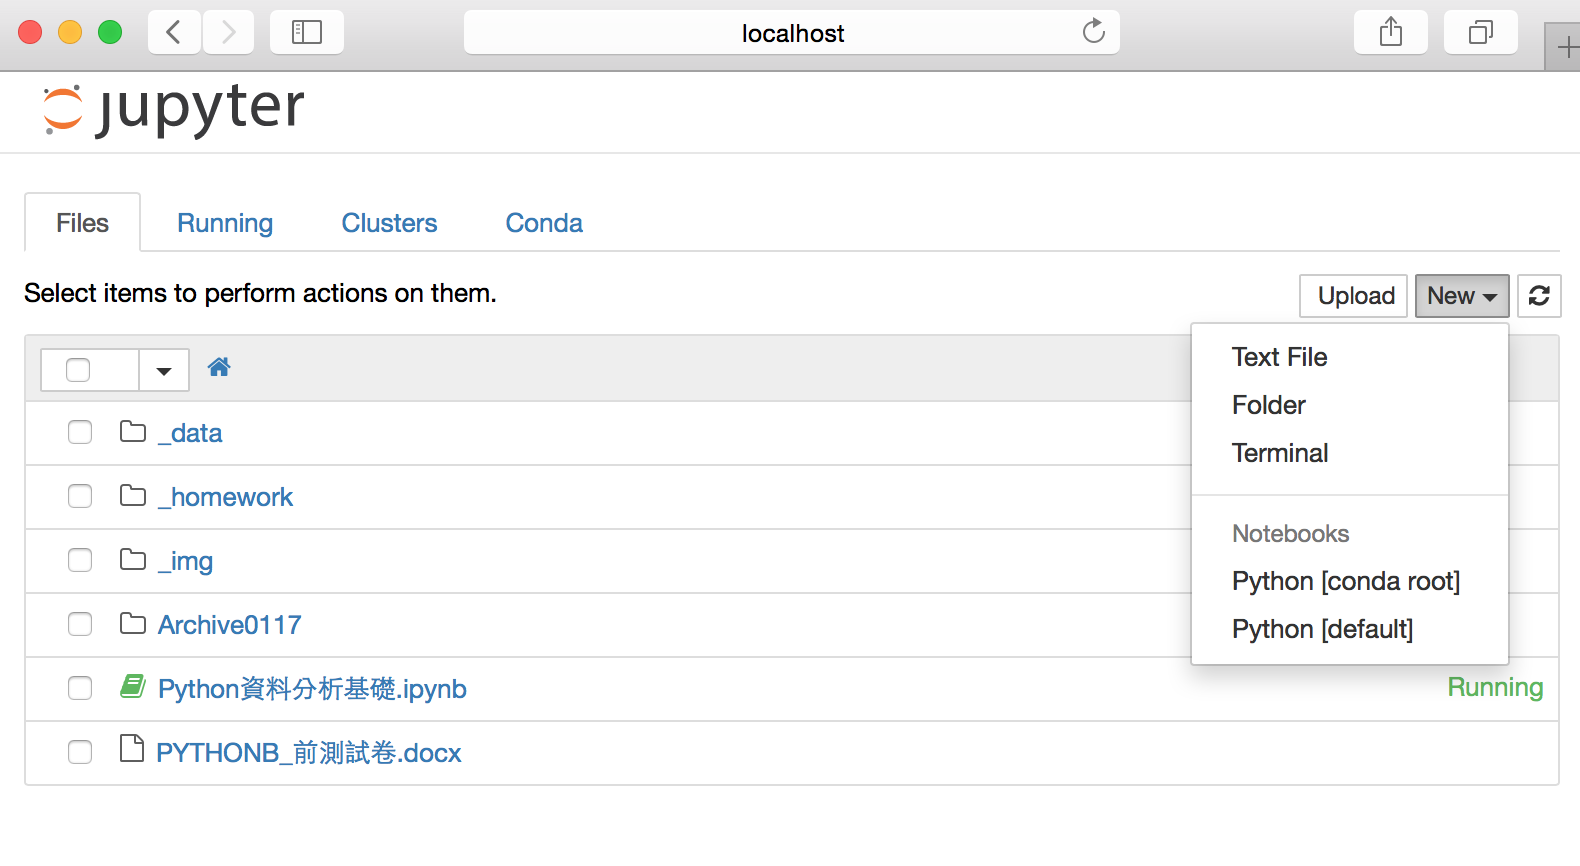 localhost
jupyter
Files Running Clusters Conda
Select items to perform actions on them.
Upload New
Text File
Folder
Terminal
Notebooks
Python [conda root]
Python [default]
_data
_homework
_img
Archive0117
Python資料分析基礎.ipynb Running
PYTHONB_前測試卷.docx